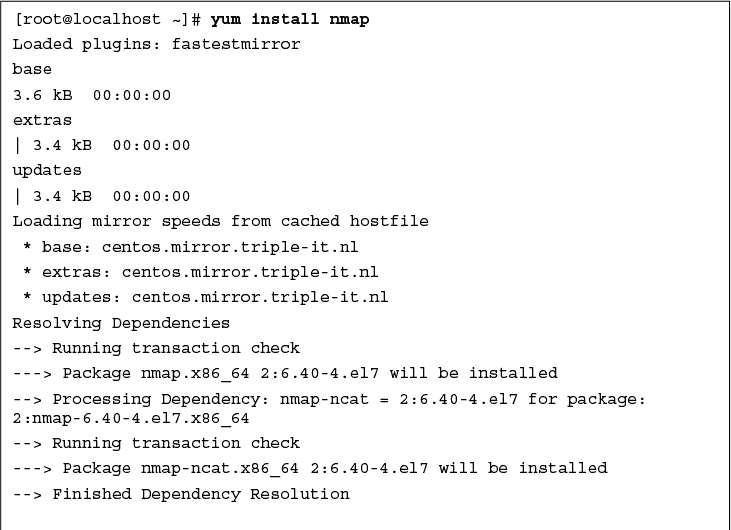 [root@localhost ~]# yum install nmap
Loaded plugins: fastestmirror
base
3.6 kB  00:00:00
extras
| 3.4 kB  00:00:00
updates
| 3.4 kB  00:00:00
Loading mirror speeds from cached hostfile
 * base: centos.mirror.triple-it.nl
 * extras: centos.mirror.triple-it.nl
 * updates: centos.mirror.triple-it.nl
Resolving Dependencies
--> Running transaction check
---> Package nmap.x86_64 2:6.40-4.el7 will be installed
--> Processing Dependency: nmap-ncat = 2:6.40-4.el7 for package:
2:nmap-6.40-4.el7.x86_64
--> Running transaction check
---> Package nmap-ncat.x86_64 2:6.40-4.el7 will be installed
--> Finished Dependency Resolution